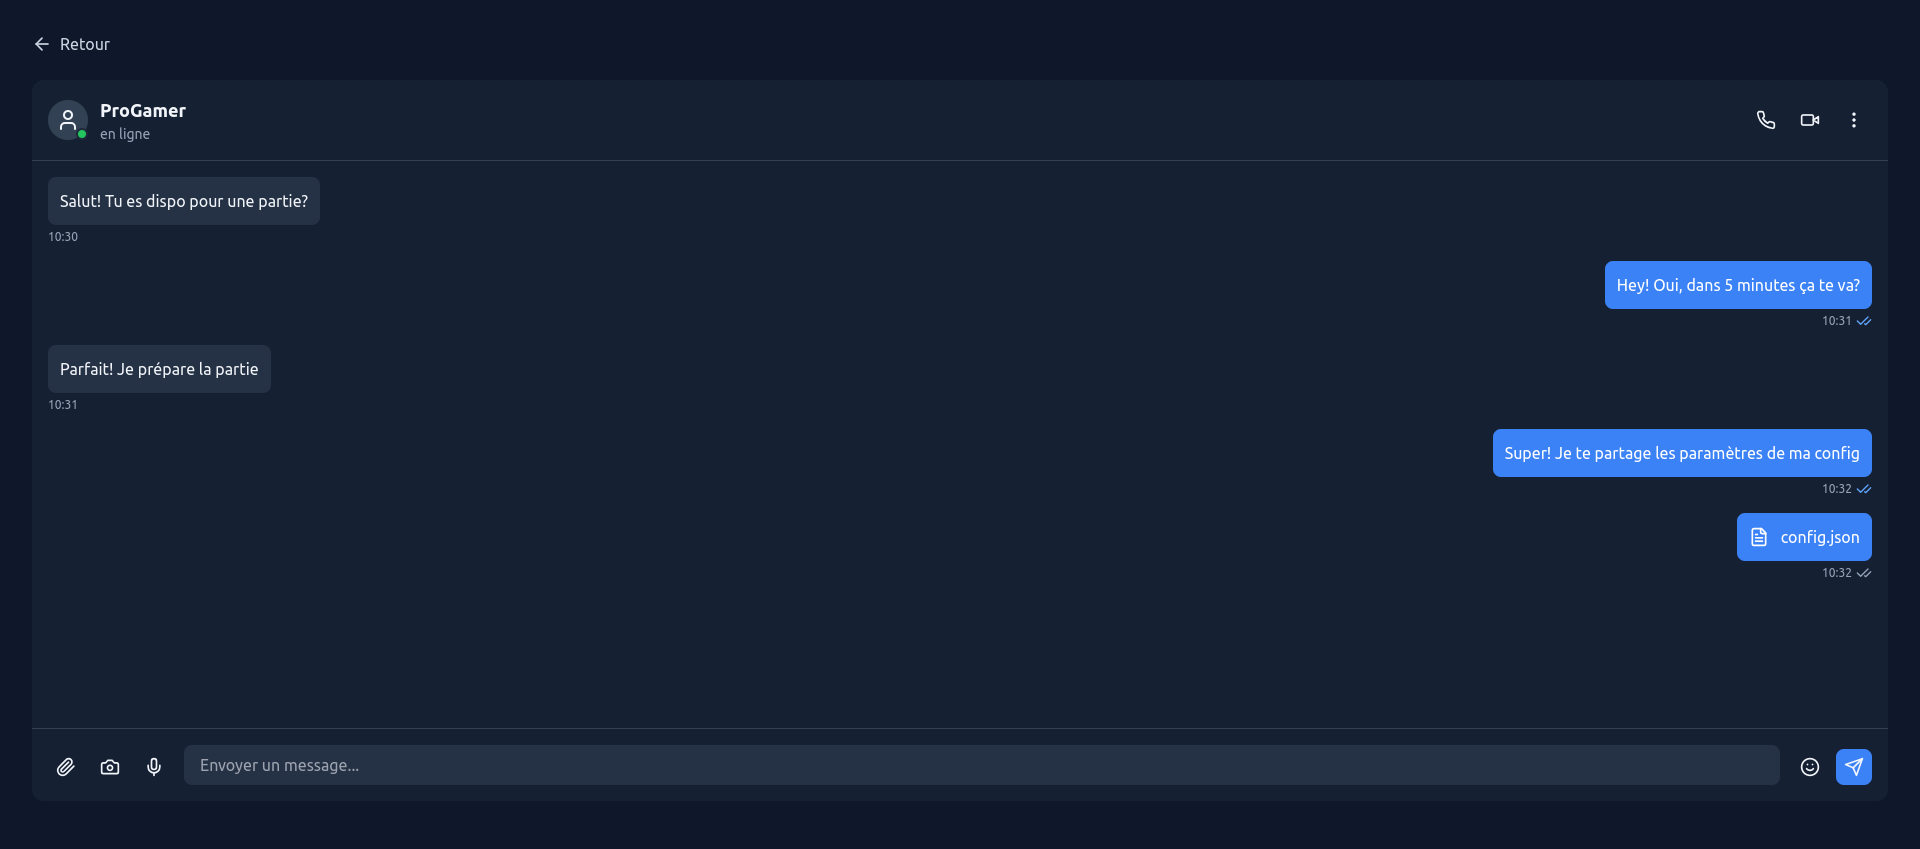 Retour
ProGamer
en ligne
Salut! Tu es dispo pour une partie?
10:30
Hey! Oui, dans 5 minutes ça te va?
10:31
Parfait! Je prépare la partie
10:31
Super! Je te partage les paramètres de ma config
10:32
config.json
10:32
Envoyer un message...